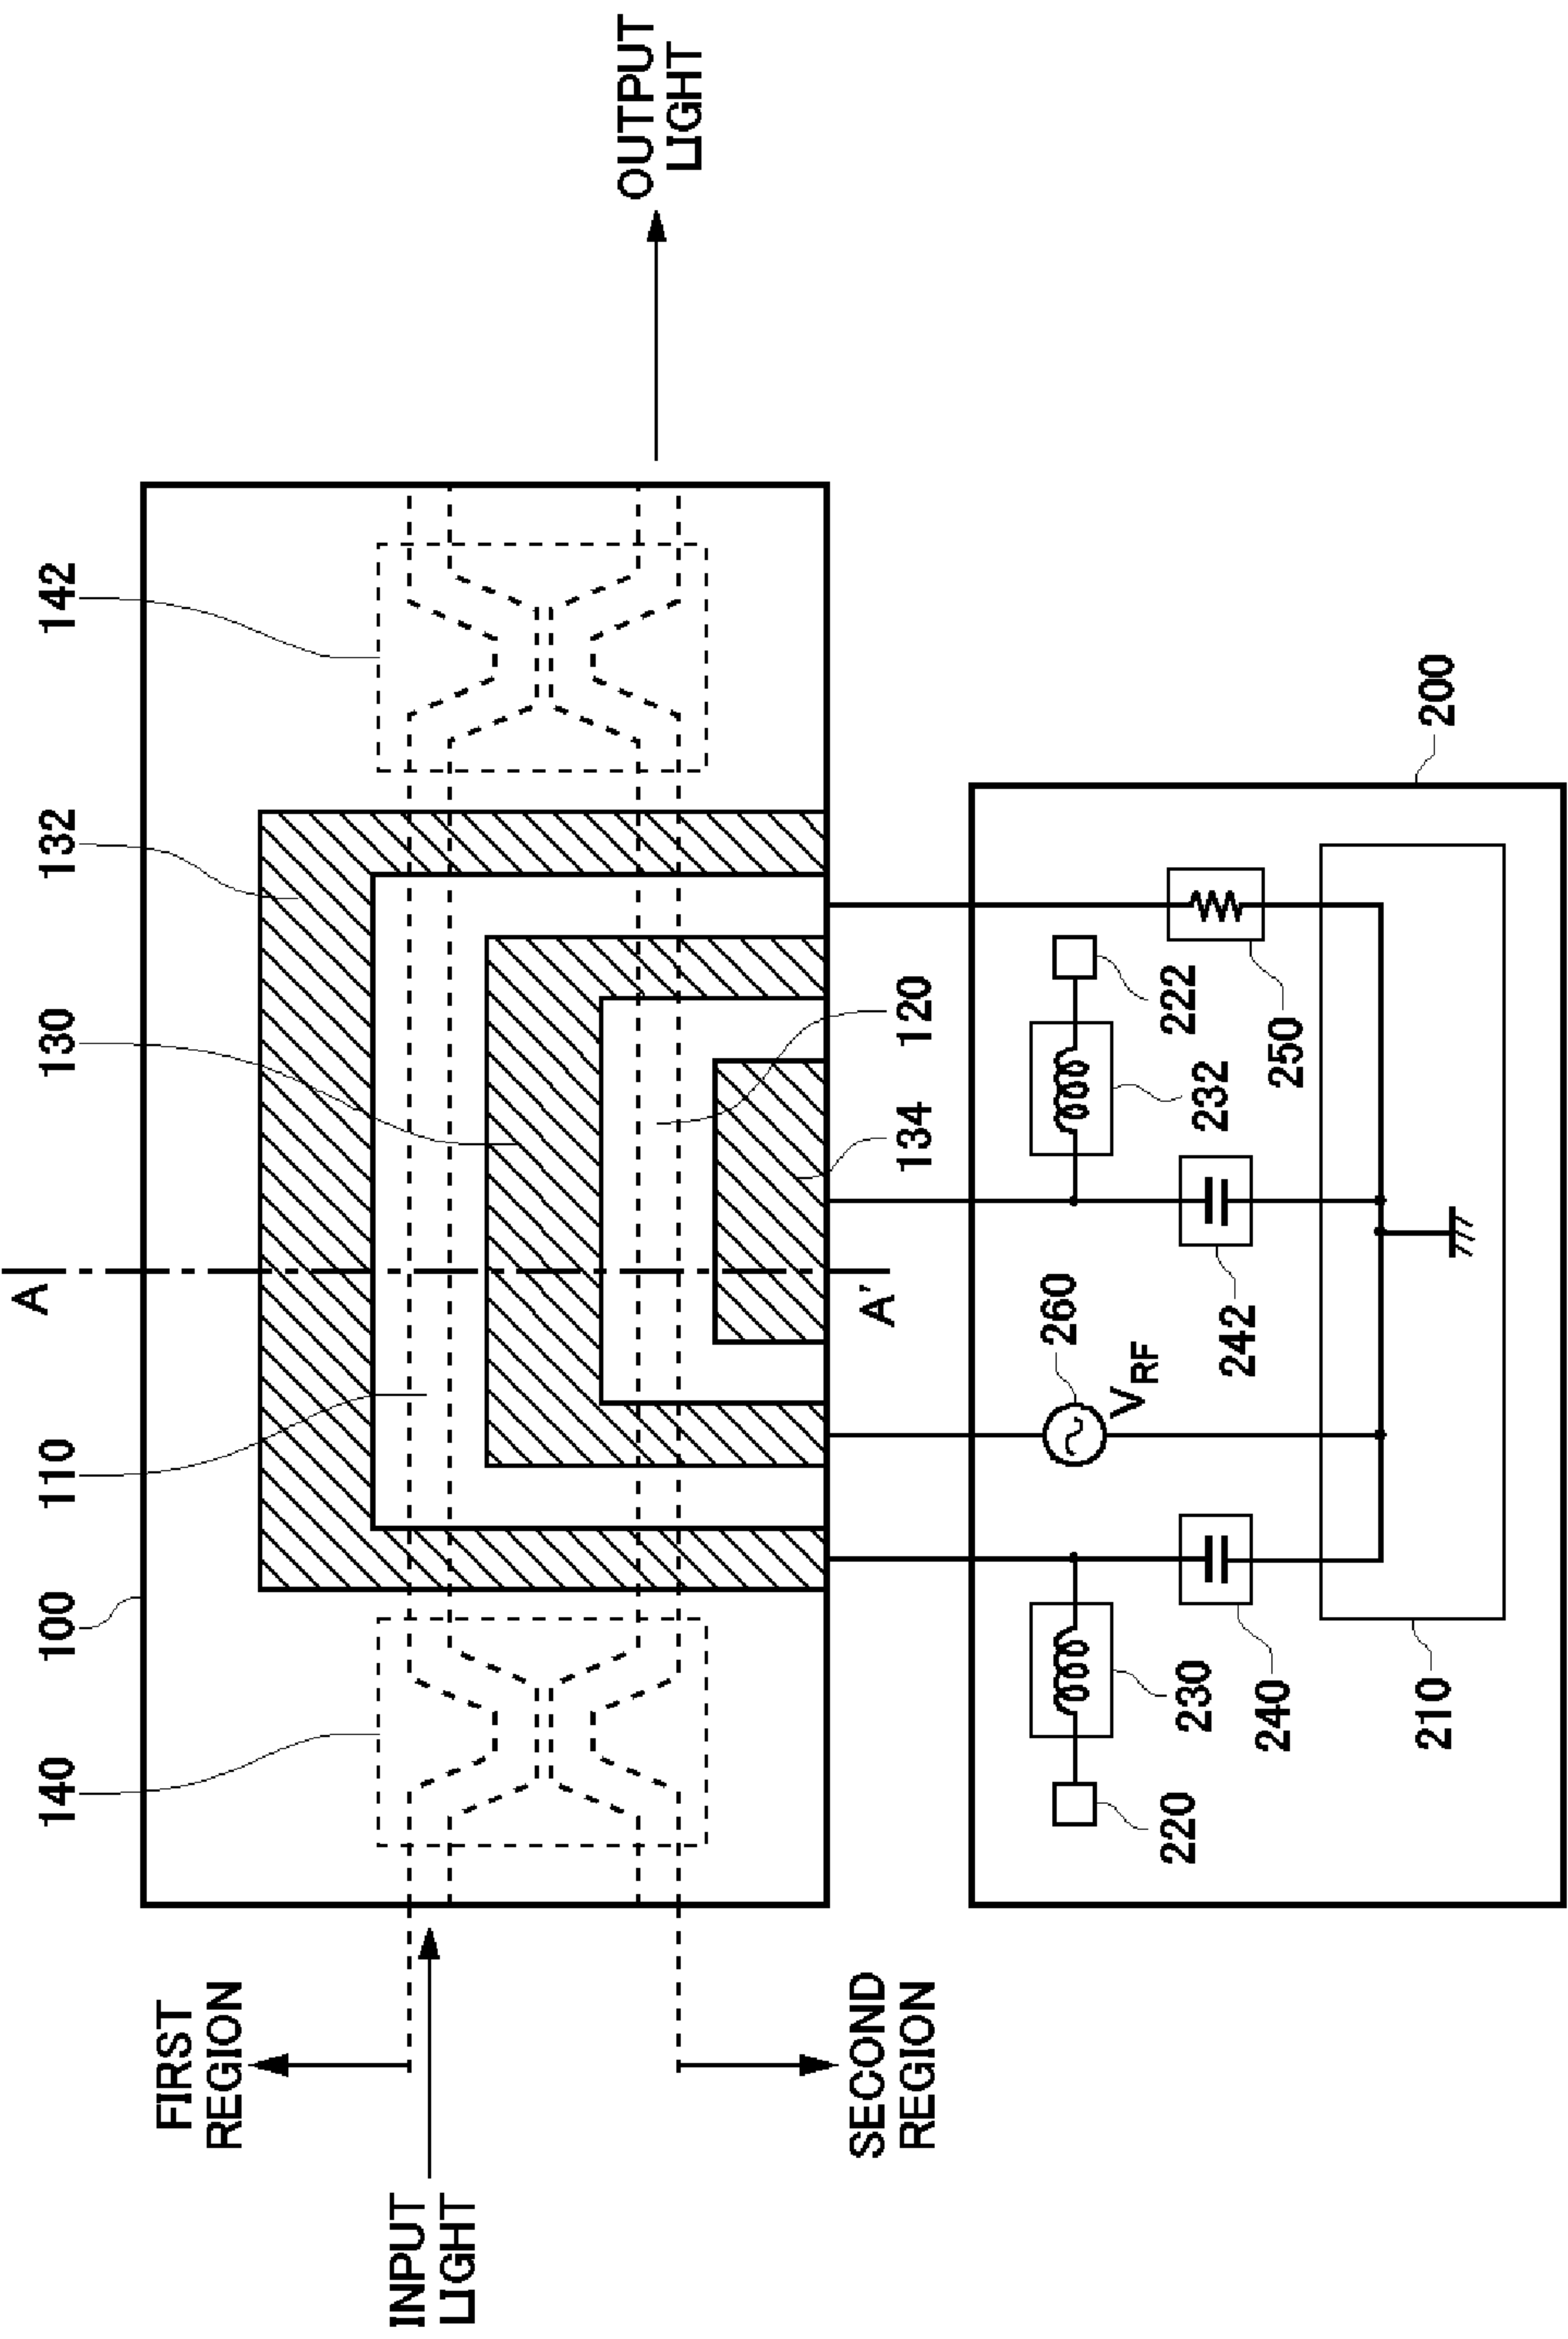 A
140
100
110
130
132
142
FIRST
REGION
INPUT
LIGHT
OUTPUT
LIGHT
SECOND
REGION
A'
134
120
260
VRF
220
230
240
242
232
222
250
210
200